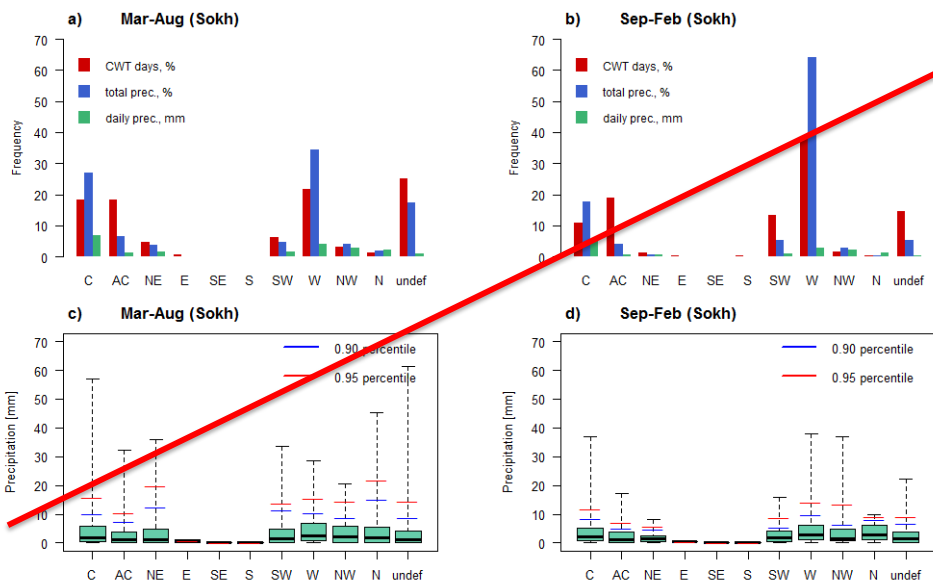 a) Mar-Aug (Sokh)
70
60
50
40
30
20
10
0
Frequency
CWT days, %
total prec., %
daily prec., mm
C AC NE E SE S SW W NW N undef
b) Sep-Feb (Sokh)
70
60
50
40
30
20
10
0
Frequency
CWT days, %
total prec., %
daily prec., mm
C AC NE E SE S SW W NW N undef
c) Mar-Aug (Sokh)
70
60
50
40
30
20
10
0
Precipitation [mm]
0.90 percentile
0.95 percentile
C AC NE E SE S SW W NW N undef
d) Sep-Feb (Sokh)
70
60
50
40
30
20
10
0
Precipitation [mm]
0.90 percentile
0.95 percentile
C AC NE E SE S SW W NW N undef